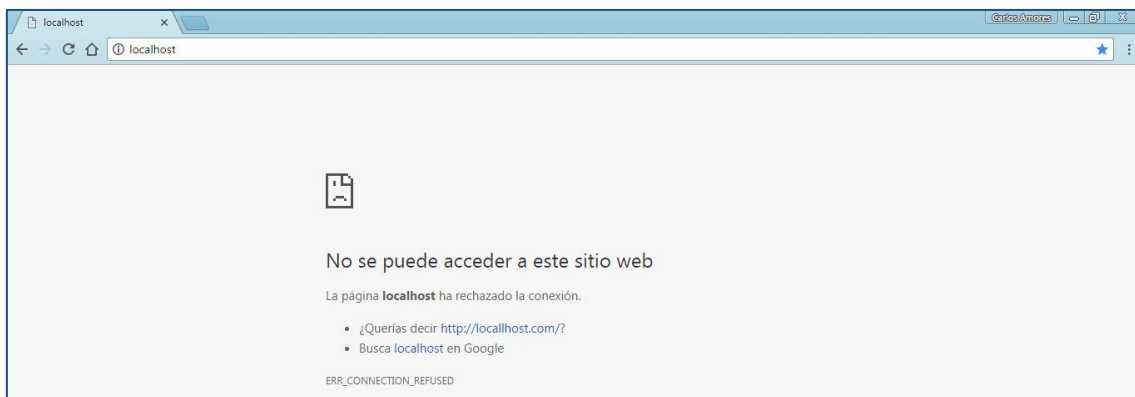 localhost
Carlos Amores
localhost
No se puede acceder a este sitio web
La página localhost ha rechazado la conexión.
¿Querías decir http://locallhost.com/?
Busca localhost en Google
ERR_CONNECTION_REFUSED